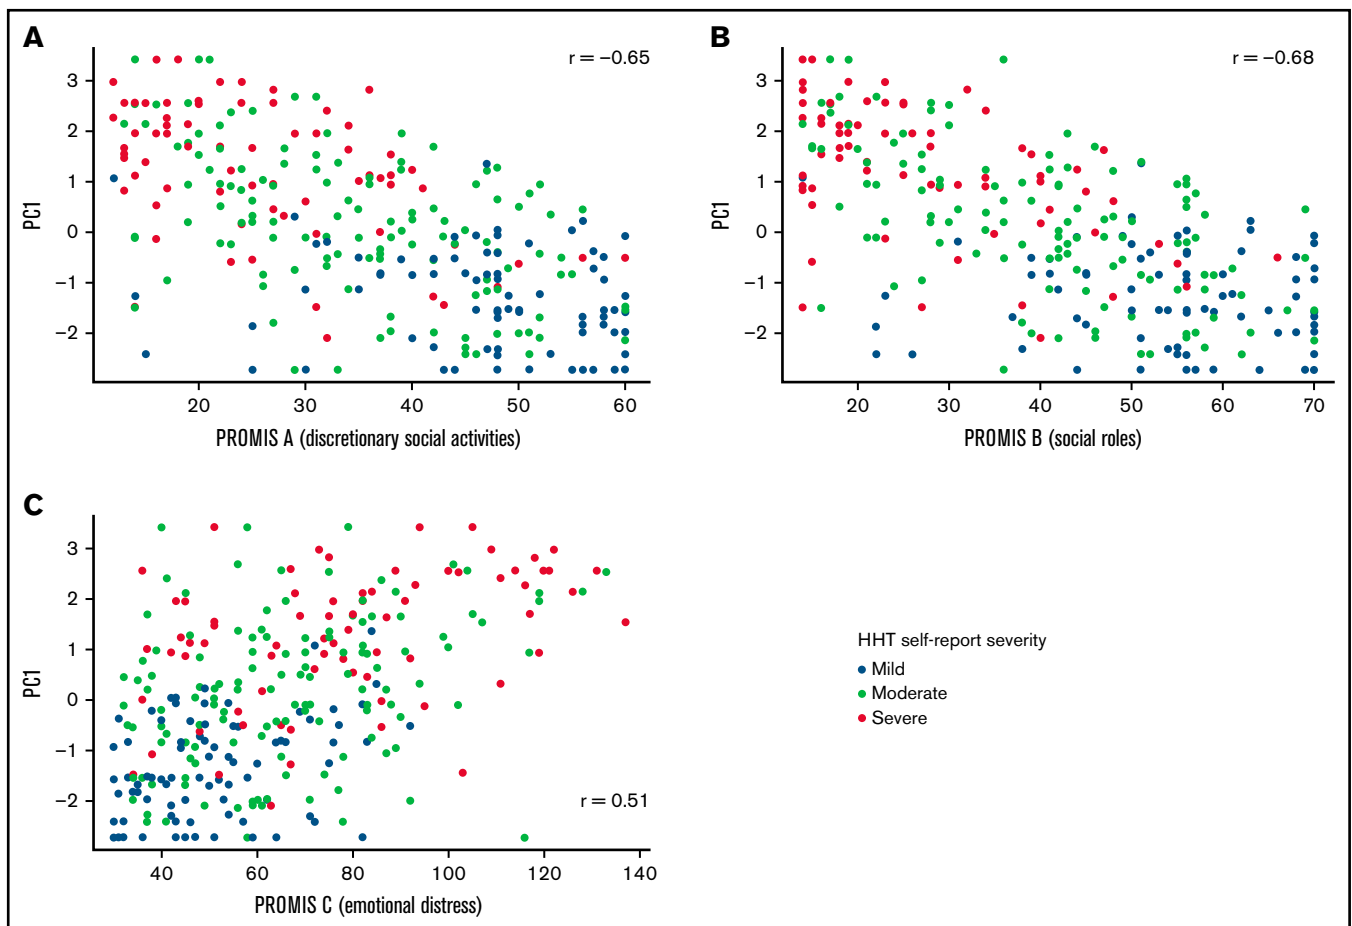 A
r = −0.65
PC1
3
2
1
0
−1
−2
20 30 40 50 60
PROMIS A (discretionary social activities)
B
r = −0.68
PC1
3
2
1
0
−1
−2
20 30 40 50 60 70
PROMIS B (social roles)
C
PC1
3
2
1
0
−1
−2
r = 0.51
40 60 80 100 120 140
PROMIS C (emotional distress)
HHT self-report severity
Mild
Moderate
Severe